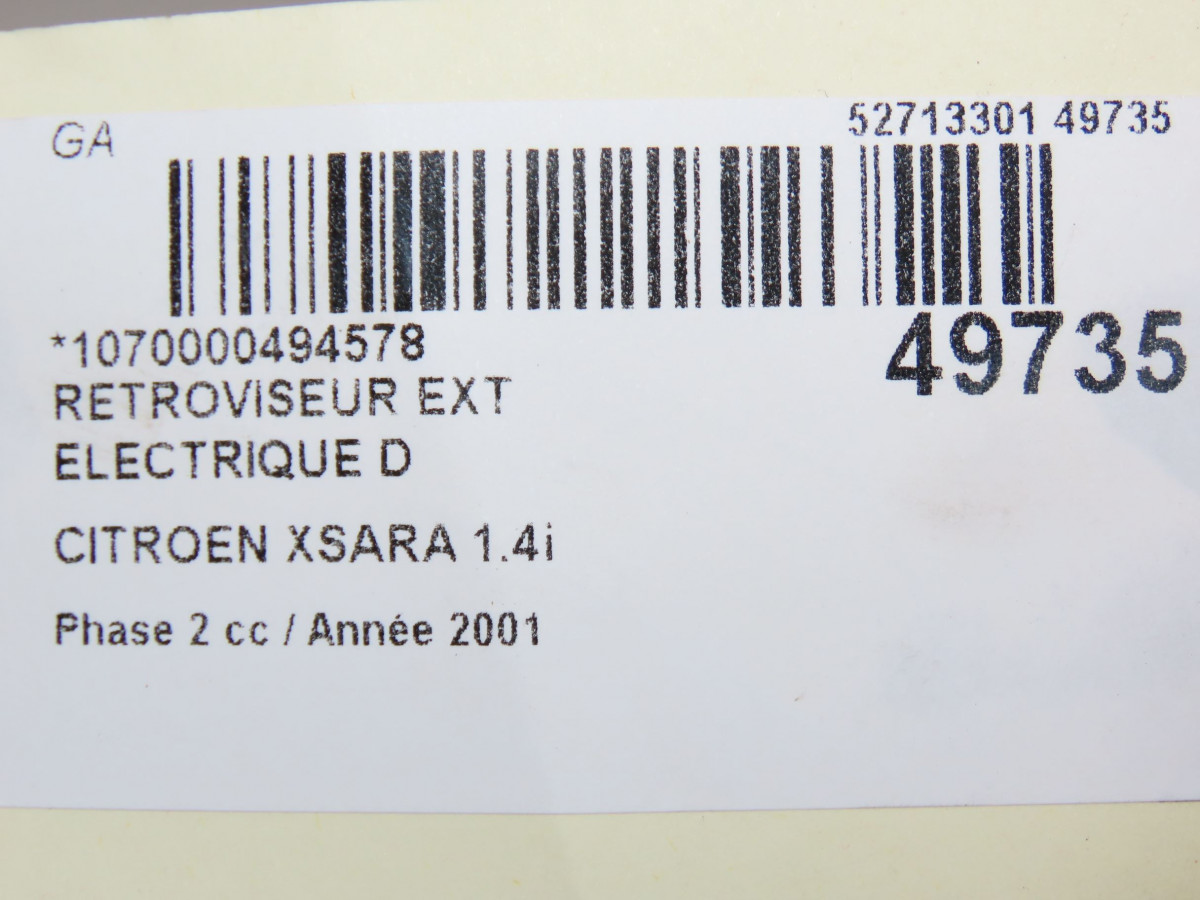 GA
52713301 49735
*1070000494578
49735
RETROVISEUR EXT
ELECTRIQUE D
CITROEN XSARA 1.4i
Phase 2 cc / Année 2001